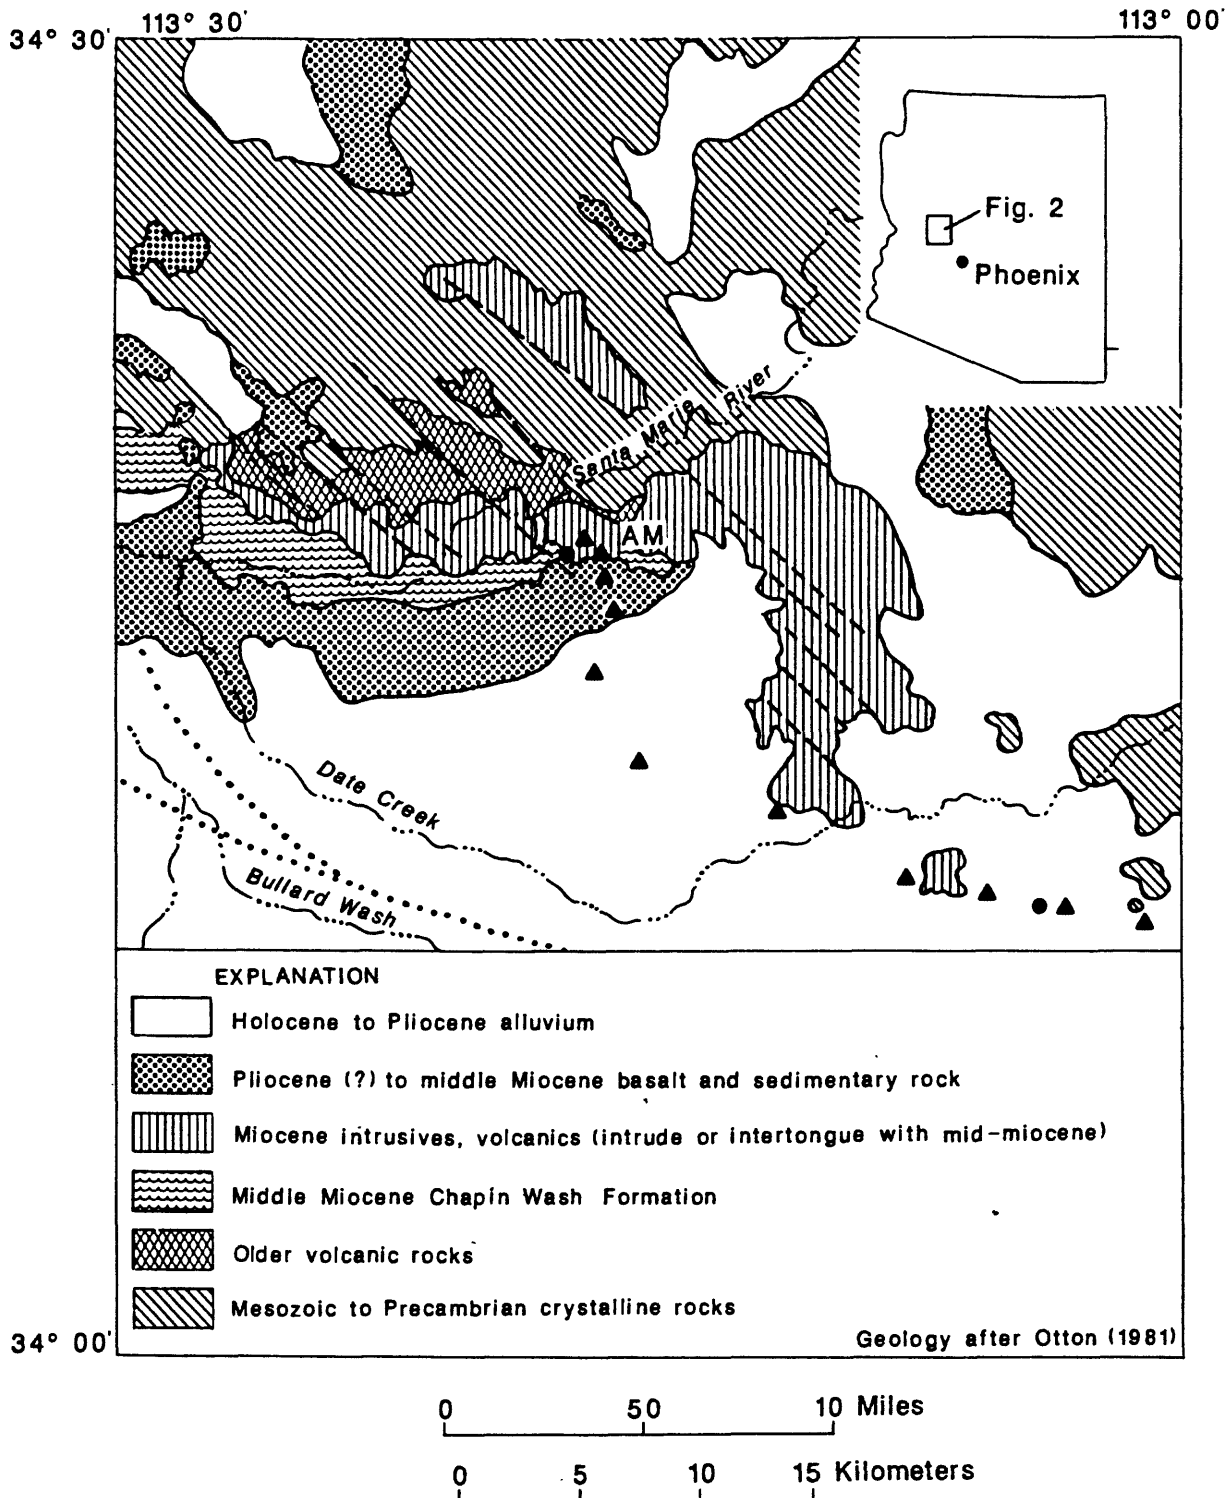 113° 30' 113° 00'
34° 30'
Fig. 2
Phoenix
Santa Maria River
AM
Date Creek
Bullard Wash
EXPLANATION
Holocene to Pliocene alluvium
Pliocene (?) to middle Miocene basalt and sedimentary rock
Miocene intrusives, volcanics (intrude or intertongue with mid-miocene)
Middle Miocene Chapin Wash Formation
Older volcanic rocks
Mesozoic to Precambrian crystalline rocks
34° 00'
Geology after Otton (1981)
0 50 10 Miles
0 5 10 15 Kilometers